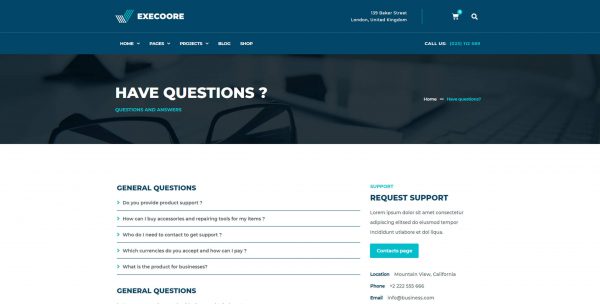 EXECOORE
139 Baker Street
London, United Kingdom
0
HOME PAGES PROJECTS BLOG SHOP
CALL US: (023) 112 589
HAVE QUESTIONS ?
QUESTIONS AND ANSWERS
Home — Have questions?
GENERAL QUESTIONS
Do you provide product support ?
How can I buy accessories and repairing tools for my items ?
Who do I need to contact to get support ?
Which currencies do you accept and how can I pay ?
What is the product for businesses?
GENERAL QUESTIONS
SUPPORT
REQUEST SUPPORT
Lorem ipsum dolor sit amet consectetur
elipiscing elit do eiusmod tempor
incididunt utlabore et dol liqua.
Contacts page
Location Mountain View, California
Phone +2 222 555 666
Email info@business.com